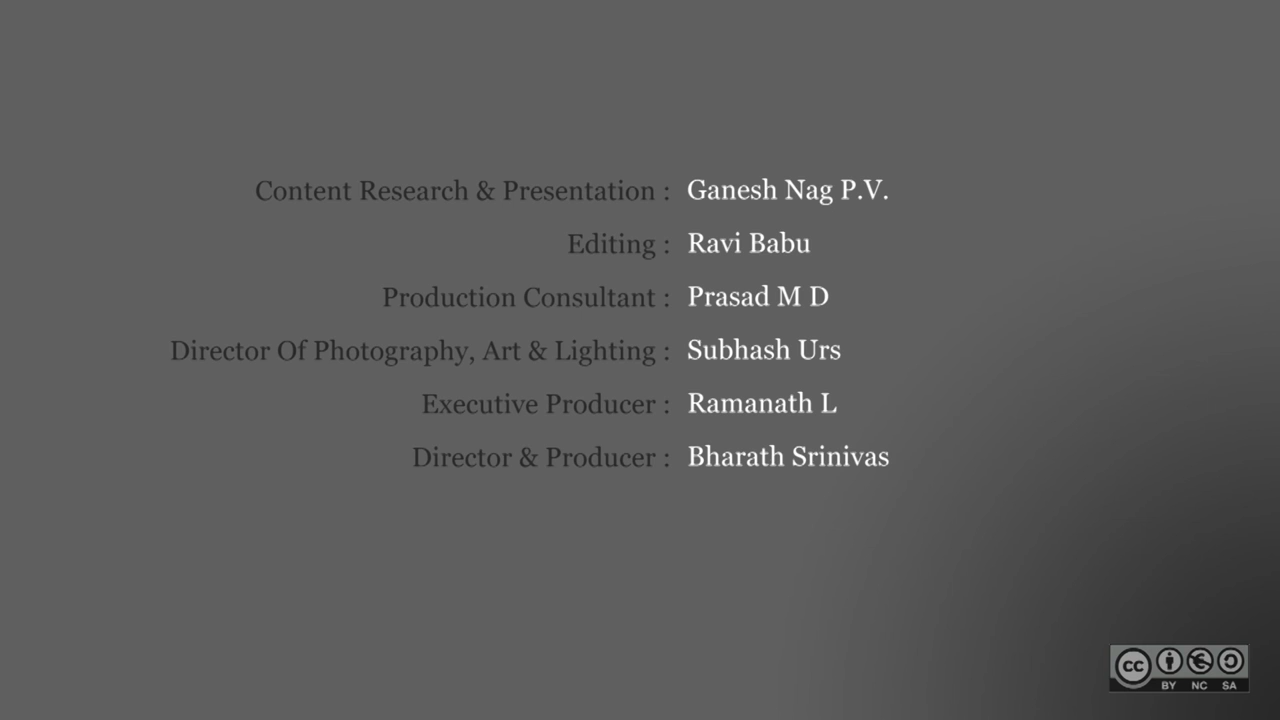 Content Research & Presentation : Ganesh Nag P.V.
Editing : Ravi Babu
Production Consultant : Prasad M D
Director Of Photography, Art & Lighting : Subhash Urs
Executive Producer : Ramanath L
Director & Producer : Bharath Srinivas
cc
BY NC SA